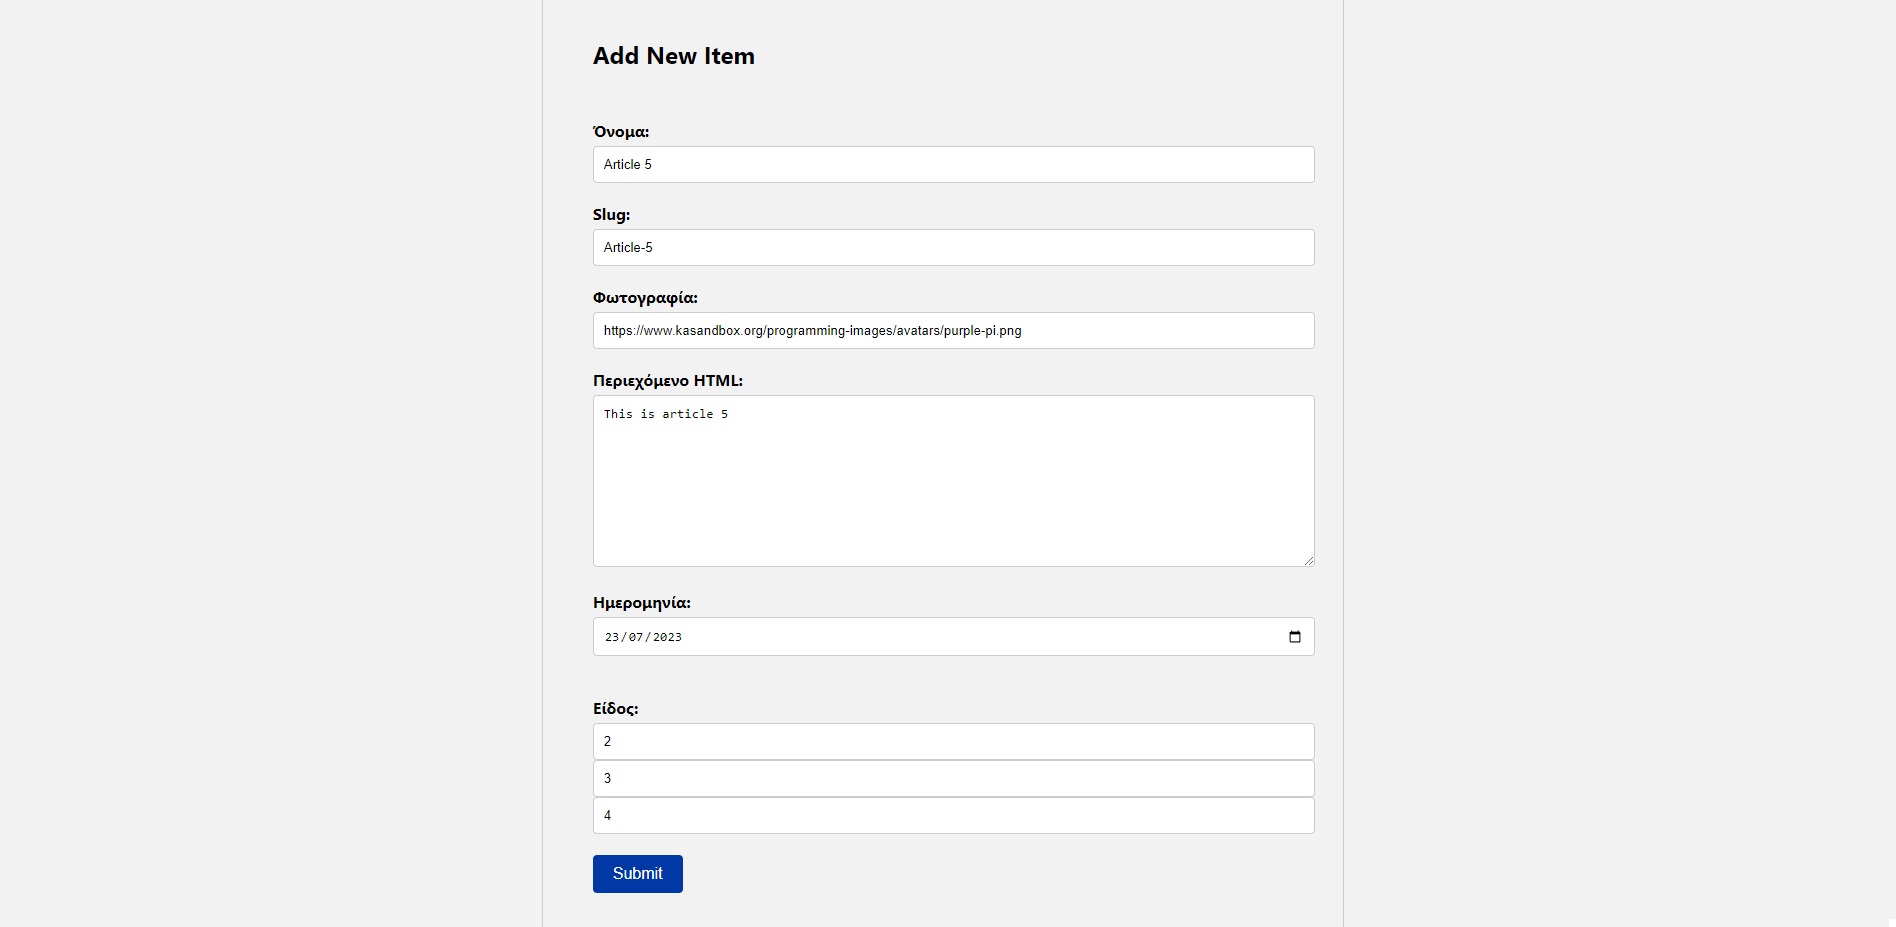 Add New Item
Όνομα:
Article 5
Slug:
Article-5
Φωτογραφία:
https://www.kasandbox.org/programming-images/avatars/purple-pi.png
Περιεχόμενο HTML:
This is article 5
Ημερομηνία:
23/07/2023
Είδος:
2
3
4
Submit